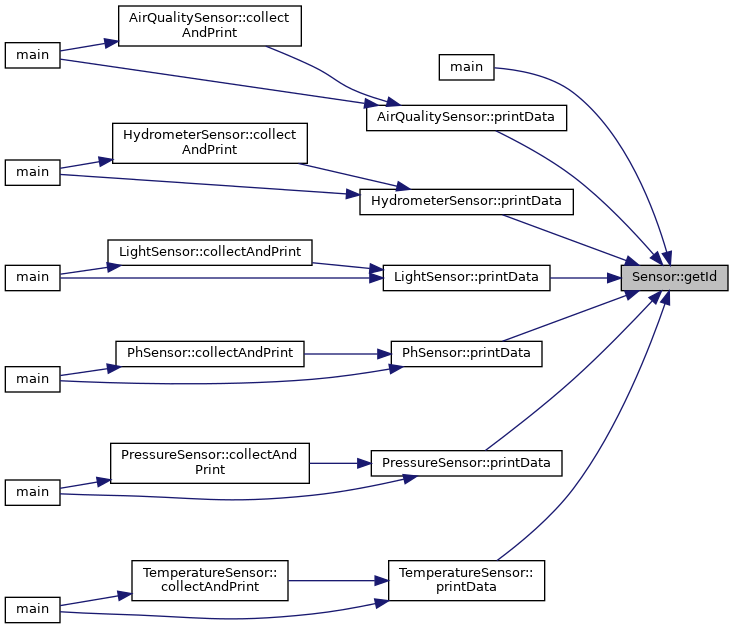 AirQualitySensor::collect
AndPrint
main
main
AirQualitySensor::printData
HydrometerSensor::collect
AndPrint
main
HydrometerSensor::printData
LightSensor::collectAndPrint
main
LightSensor::printData
Sensor::getId
PhSensor::collectAndPrint
PhSensor::printData
main
PressureSensor::collectAnd
Print
PressureSensor::printData
main
TemperatureSensor::
collectAndPrint
TemperatureSensor::
printData
main